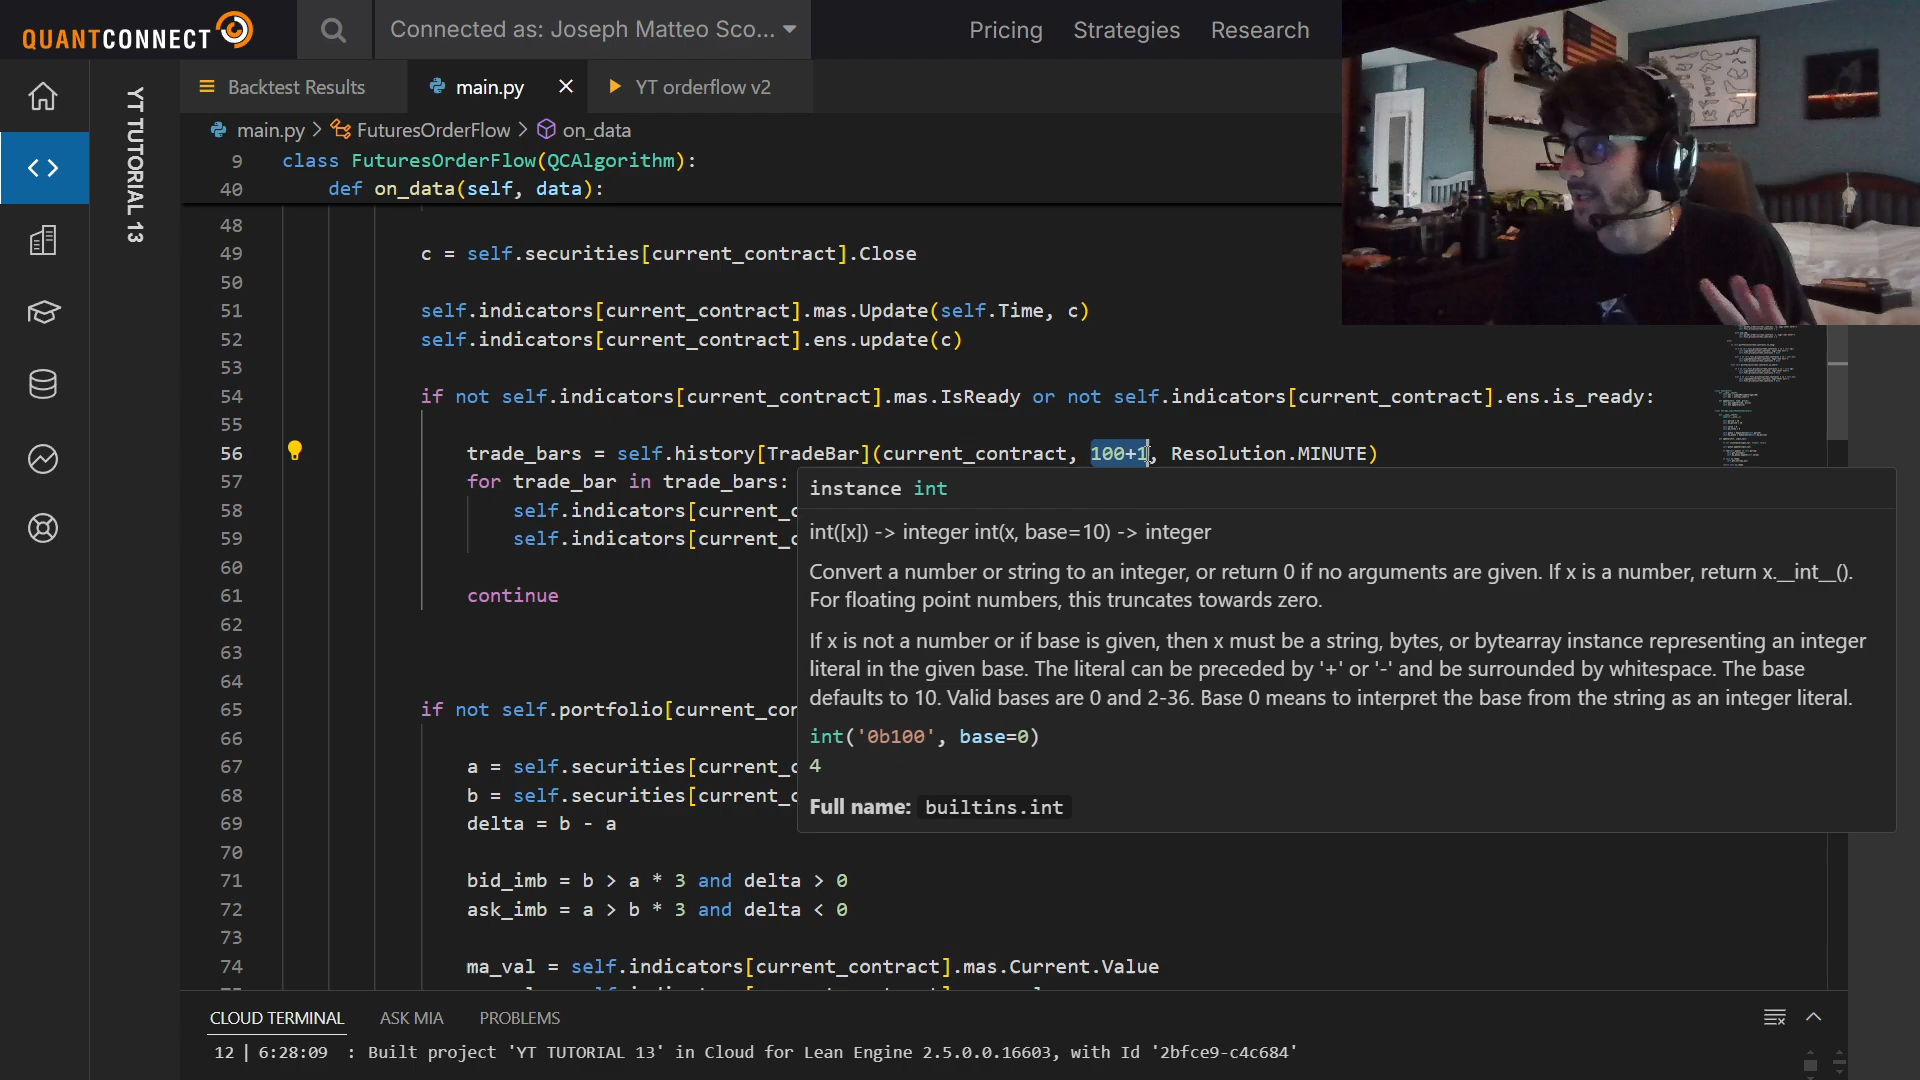 QUANTCONNECT
Connected as: Joseph Matteo Sco...
Pricing
Strategies
Research
YT TUTORIAL 13
Backtest Results
main.py
YT orderflow v2
main.py > FuturesOrderFlow > on_data
9 class FuturesOrderFlow(QCAlgorithm):
40 def on_data(self, data):
48
49 c = self.securities[current_contract].Close
50
51 self.indicators[current_contract].mas.Update(self.Time, c)
52 self.indicators[current_contract].ens.update(c)
53
54 if not self.indicators[current_contract].mas.IsReady or not self.indicators[current_contract].ens.is_ready:
55
56 trade_bars = self.history[TradeBar](current_contract, 100+1, Resolution.MINUTE)
57 for trade_bar in trade_bars:
58 self.indicators[current_c
59 self.indicators[current_c
60
61 continue
62
63
64
65 if not self.portfolio[current_con
66
67 a = self.securities[current_c
68 b = self.securities[current_c
69 delta = b - a
70
71 bid_imb = b > a * 3 and delta > 0
72 ask_imb = a > b * 3 and delta < 0
73
74 ma_val = self.indicators[current_contract].mas.Current.Value
instance int
int([x]) -> integer int(x, base=10) -> integer
Convert a number or string to an integer, or return 0 if no arguments are given. If x is a number, return x.__int__().
For floating point numbers, this truncates towards zero.
If x is not a number or if base is given, then x must be a string, bytes, or bytearray instance representing an integer
literal in the given base. The literal can be preceded by '+' or '-' and be surrounded by whitespace. The base
defaults to 10. Valid bases are 0 and 2-36. Base 0 means to interpret the base from the string as an integer literal.
int('0b100', base=0)
4
Full name: builtins.int
CLOUD TERMINAL
ASK MIA
PROBLEMS
12 | 6:28:09 : Built project 'YT TUTORIAL 13' in Cloud for Lean Engine 2.5.0.0.16603, with Id '2bfce9-c4c684'